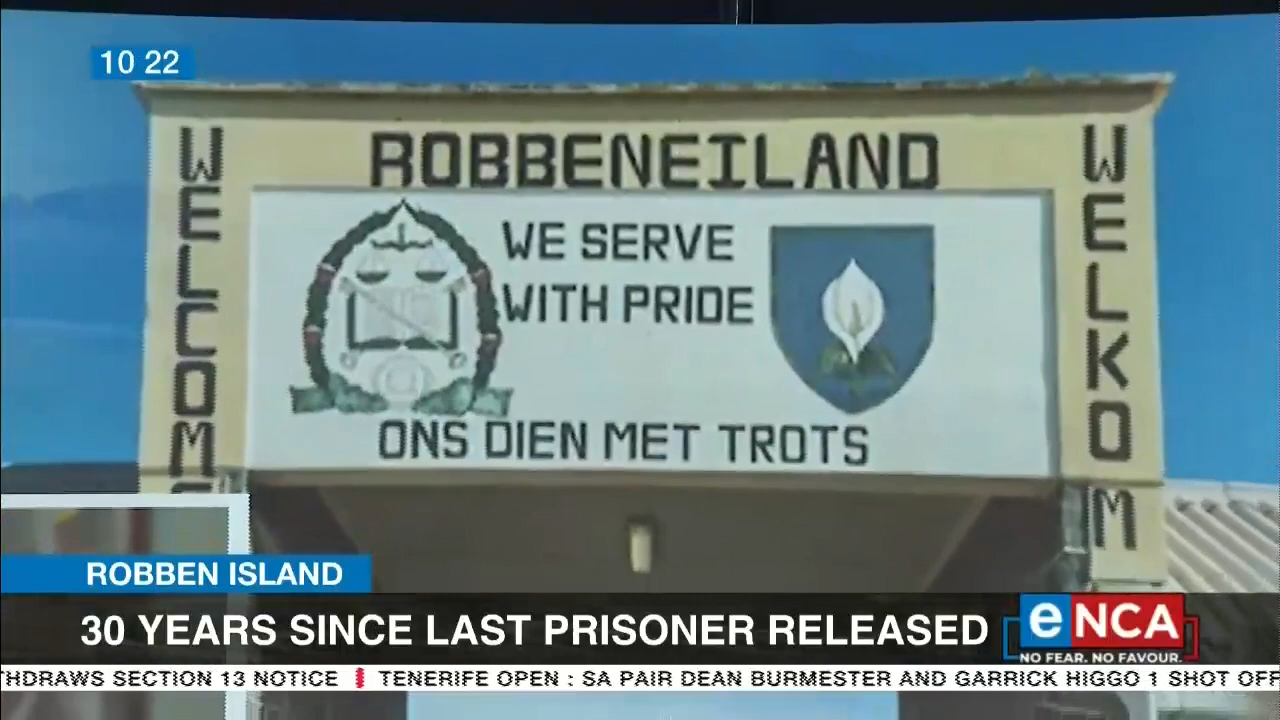 10 22
ROBBENEILAND
WELCOME
WE SERVE
WITH PRIDE
ONS DIEN MET TROTS
WELKOM
ROBBEN ISLAND
30 YEARS SINCE LAST PRISONER RELEASED
eNCA
NO FEAR. NO FAVOUR.
THDRAWS SECTION 13 NOTICE TENERIFE OPEN : SA PAIR DEAN BURMESTER AND GARRICK HIGGO 1 SHOT OFF